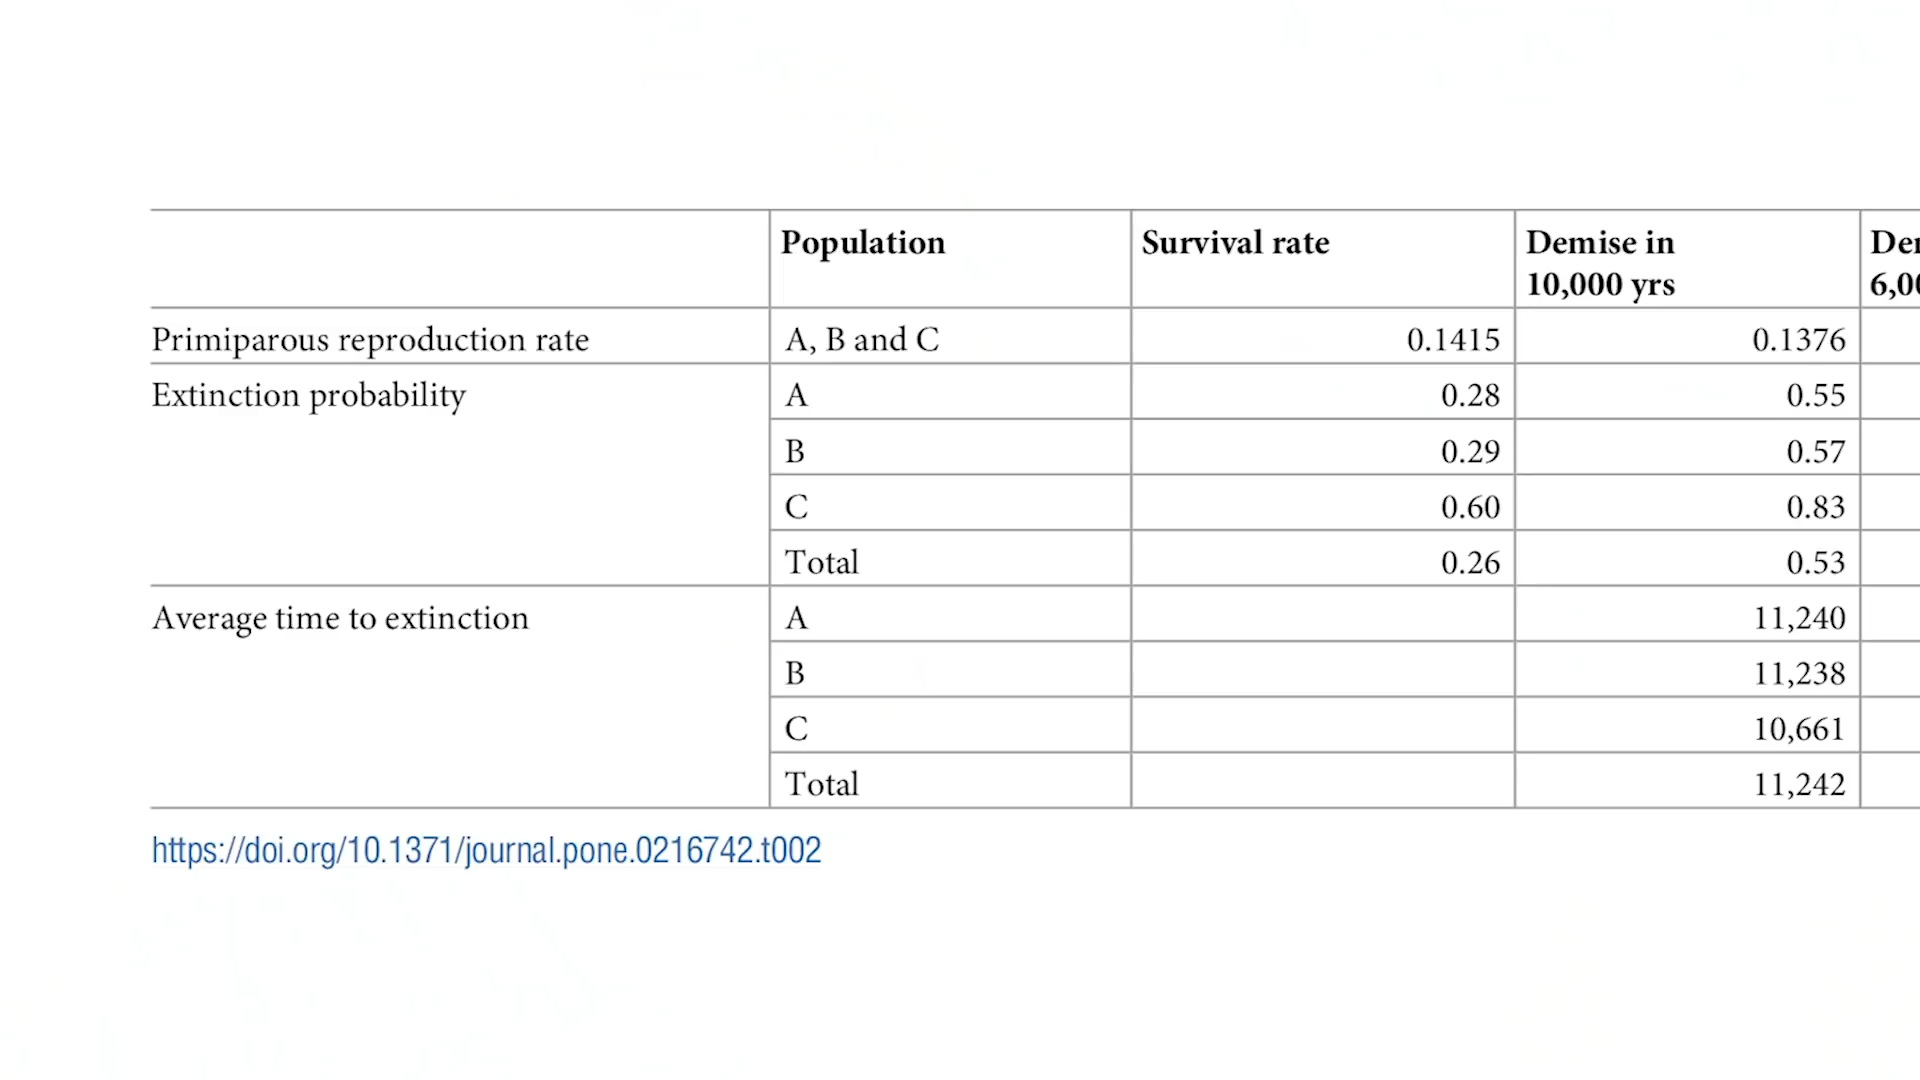 Population Survival rate Demise in
10,000 yrs
Primiparous reproduction rate A, B and C 0.1415 0.1376
Extinction probability A 0.28 0.55
B 0.29 0.57
C 0.60 0.83
Total 0.26 0.53
Average time to extinction A 11,240
B 11,238
C 10,661
Total 11,242
https://doi.org/10.1371/journal.pone.0216742.t002